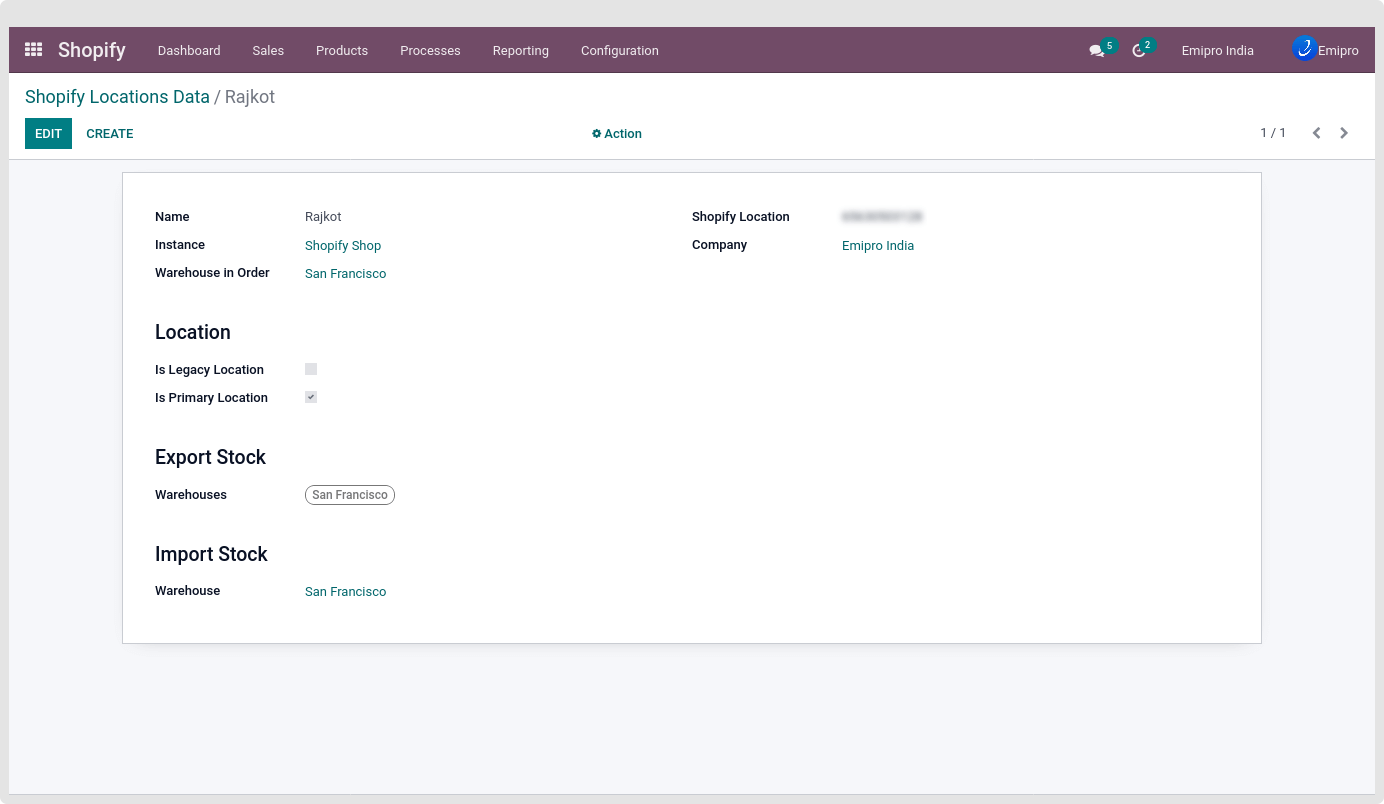 Shopify Dashboard Sales Products Processes Reporting Configuration 5 2 Emipro India Emipro
Shopify Locations Data / Rajkot
EDIT CREATE Action 1 / 1
Name Rajkot Shopify Location
Instance Shopify Shop Company Emipro India
Warehouse in Order San Francisco
Location
Is Legacy Location
Is Primary Location
Export Stock
Warehouses San Francisco
Import Stock
Warehouse San Francisco